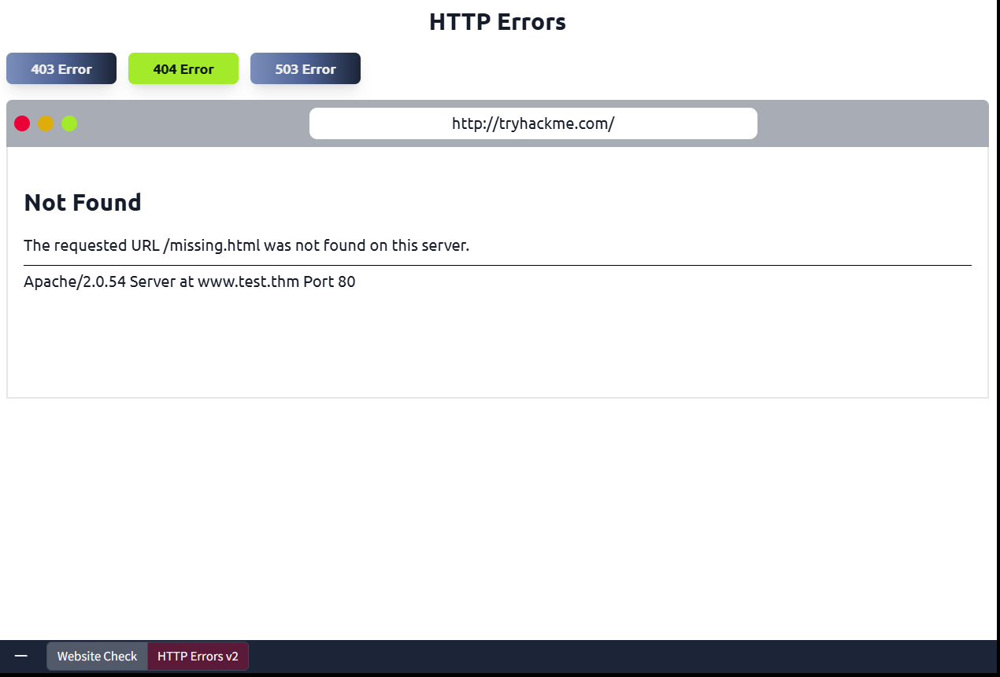 HTTP Errors
403 Error 404 Error 503 Error
http://tryhackme.com/
Not Found
The requested URL /missing.html was not found on this server.
Apache/2.0.54 Server at www.test.thm Port 80
Website Check HTTP Errors v2